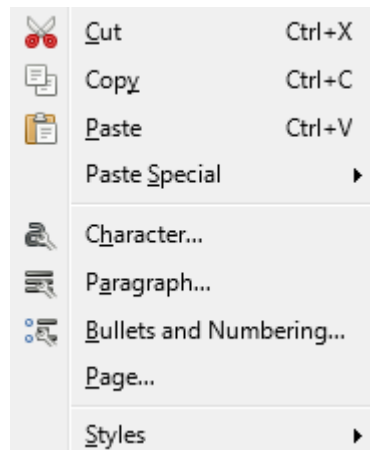 Cut Ctrl+X
Copy Ctrl+C
Paste Ctrl+V
Paste Special
Character...
Paragraph...
Bullets and Numbering...
Page...
Styles